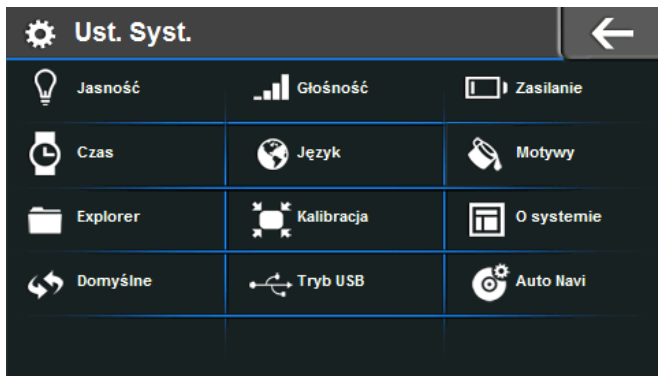 Ust. Syst.
Jasność
Głośność
Zasilanie
Czas
Język
Motywy
Explorer
Kalibracja
O systemie
Domyślne
Tryb USB
Auto Navi